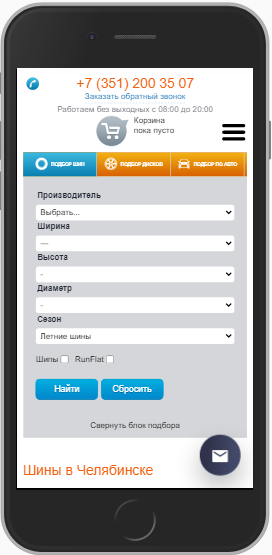 +7 (351) 200 35 07
Заказать обратный звонок
Работаем без выходных с 08:00 до 20:00
Корзина
пока пусто
ПОДБОР ШИН ПОДБОР ДИСКОВ ПОДБОР ПО АВТО
Производитель
Выбрать...
Ширина
---
Высота
-
Диаметр
-
Сезон
Летние шины
Шипы RunFlat
Найти Сбросить
Свернуть блок подбора
Шины в Челябинске